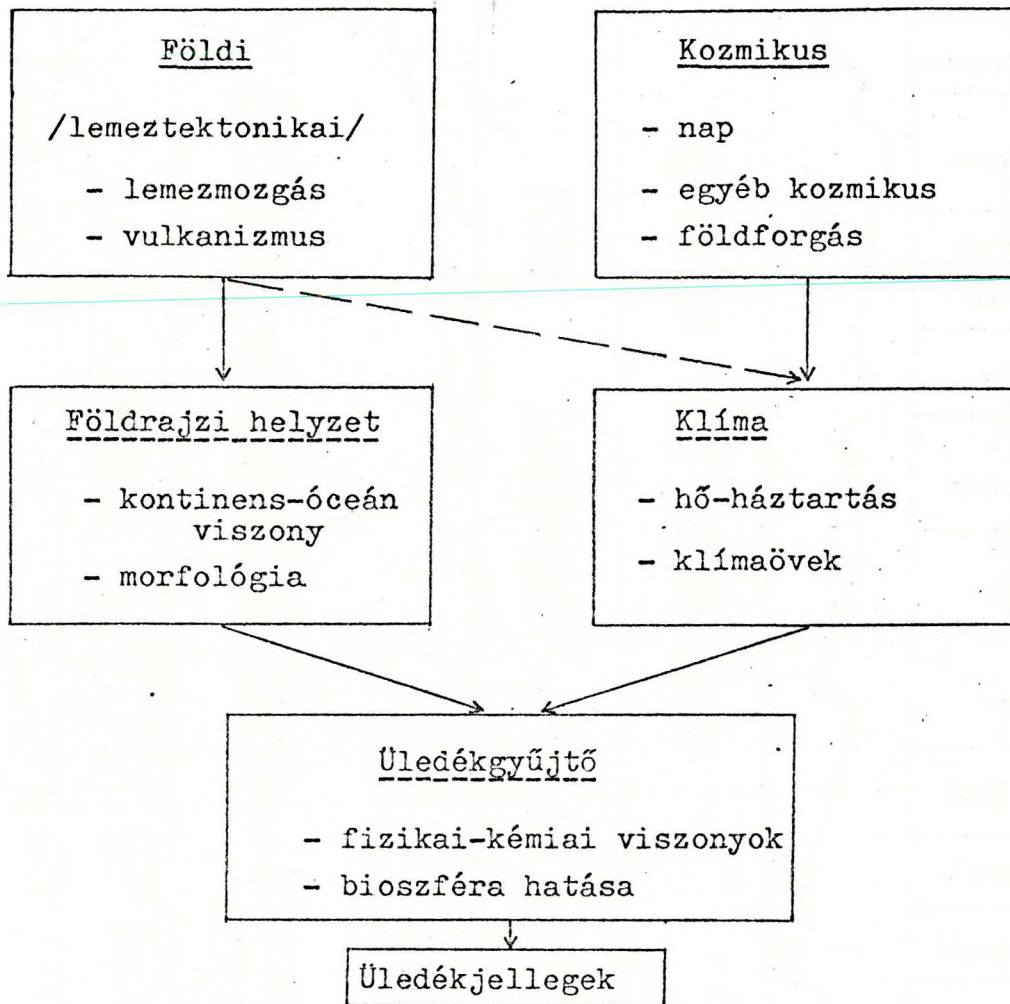 Földi
/lemeztektonikai/
- lemezmozgás
- vulkanizmus
Kozmikus
- nap
- egyéb kozmikus
- földforgás
Földrajzi helyzet
- kontinens-óceán
viszony
- morfológia
Klíma
- hő-háztartás
- klímaövek
Üledékgyűjtő
- fizikai-kémiai viszonyok
- bioszféra hatása
Üledékjellegek